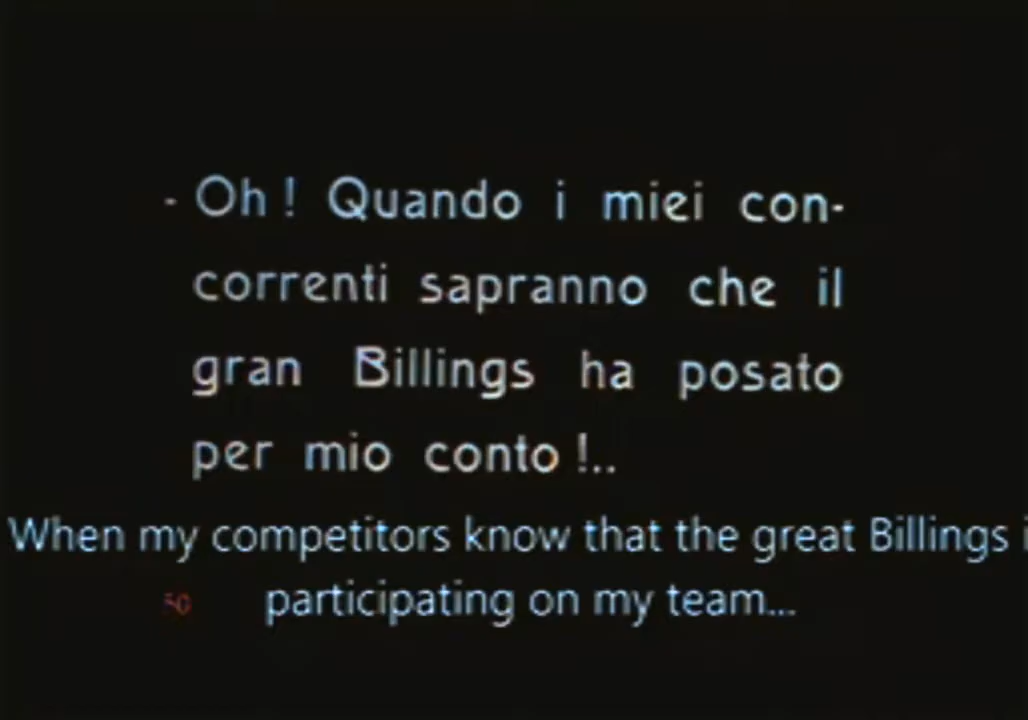 - Oh! Quando i miei con-
correnti sapranno che il
gran Billings ha posato
per mio conto!..
When my competitors know that the great Billings i
participating on my team...
50